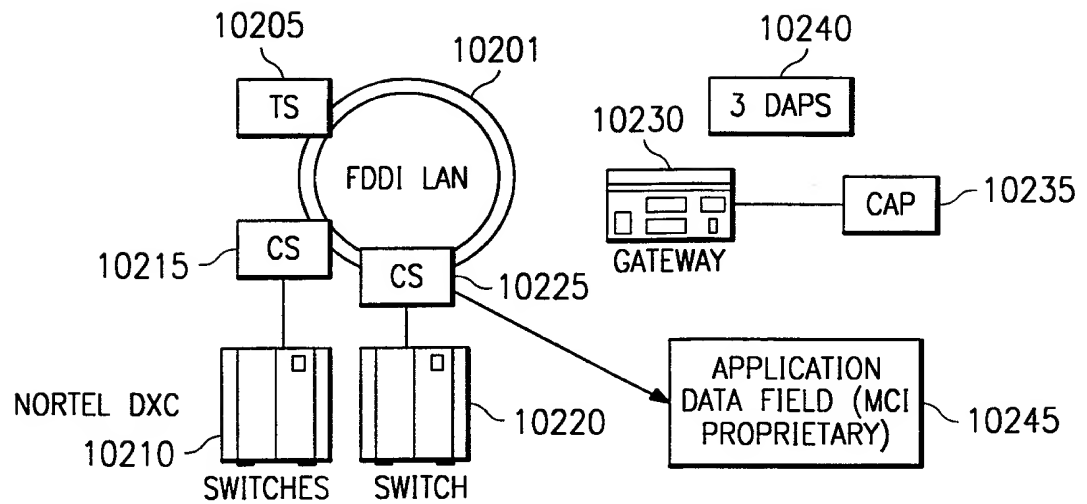 10205
10201
10240
TS
3 DAPS
10230
FDDI LAN
10235
CAP
CS
10215
GATEWAY
CS
10225
NORTEL DXC
10210
10220
APPLICATION
DATA FIELD (MCI
PROPRIETARY)
10245
SWITCHES
SWITCH